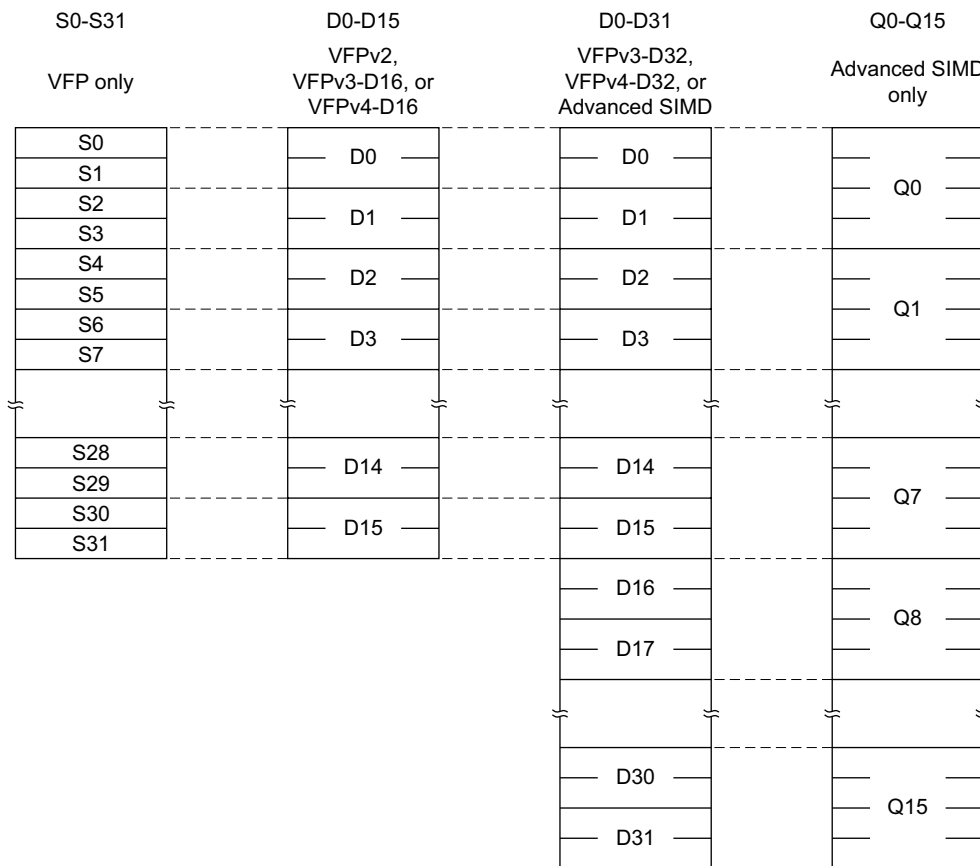 S0-S31
VFP only
S0
S1
S2
S3
S4
S5
S6
S7
S28
S29
S30
S31
D0-D15
VFPv2,
VFPv3-D16, or
VFPv4-D16
D0
D1
D2
D3
D14
D15
D0-D31
VFPv3-D32,
VFPv4-D32, or
Advanced SIMD
D0
D1
D2
D3
D14
D15
D16
D17
D30
D31
Q0-Q15
Advanced SIMD
only
Q0
Q1
Q7
Q8
Q15